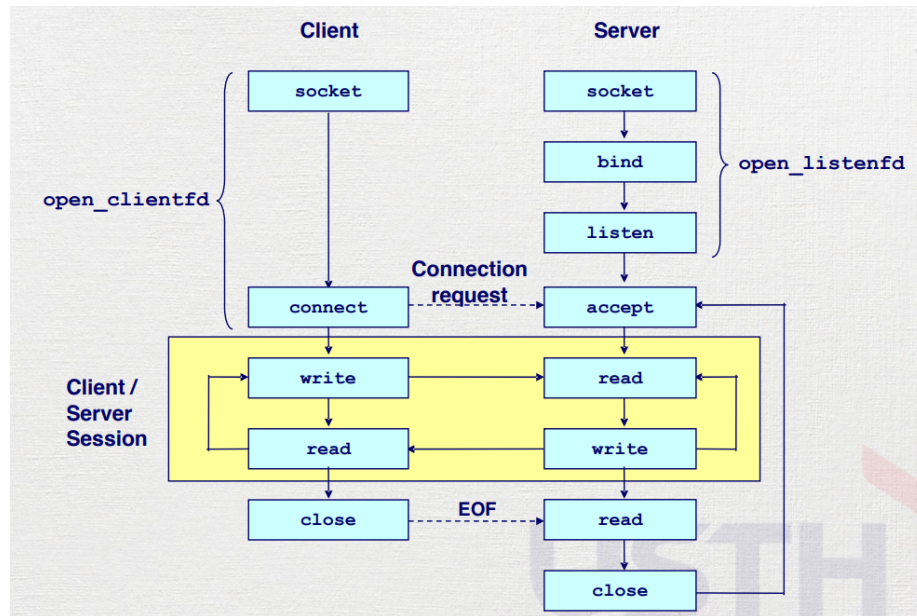 Client
Server
socket
socket
bind
open_clientfd
open_listenfd
listen
Connection
request
connect
accept
Client /
Server
Session
write
read
read
write
close
EOF
read
close
USTH